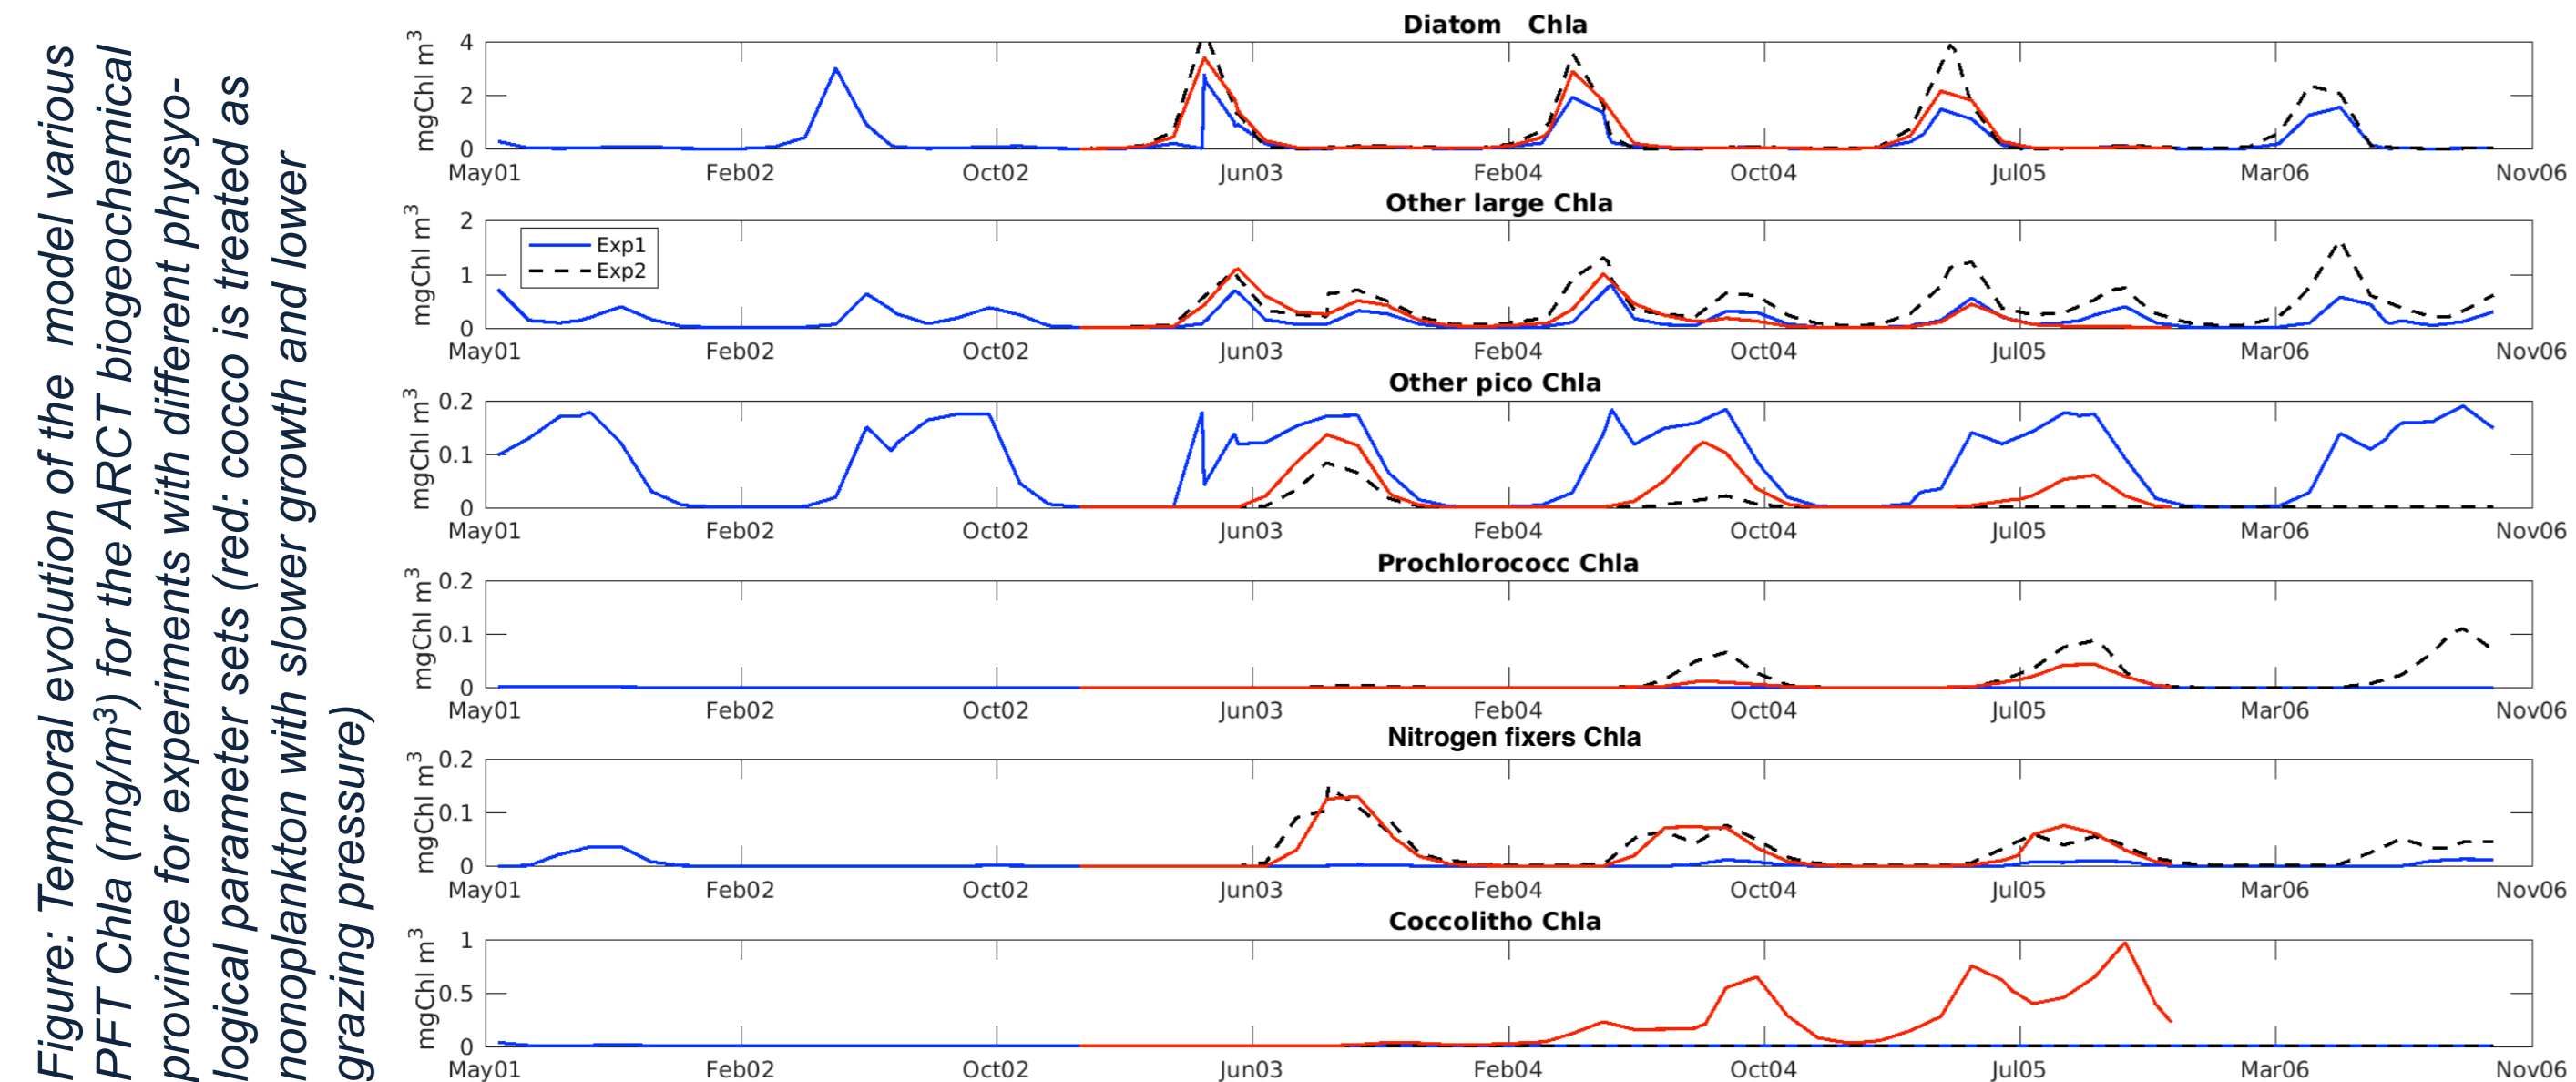 Figure: Temporal evolution of the model various
PFT Chla (mg/m³) for the ARCT biogeochemical
province for experiments with different physyo-
logical parameter sets (red: cocco is treated as
nonoplankton with slower growth and lower
grazing pressure)
Diatom Chla
mgChl m³
4
2
0
May01 Feb02 Oct02 Jun03 Feb04 Oct04 Jul05 Mar06 Nov06
Other large Chla
mgChl m³
2
1
0
Exp1
Exp2
May01 Feb02 Oct02 Jun03 Feb04 Oct04 Jul05 Mar06 Nov06
Other pico Chla
mgChl m³
0.2
0.1
0
May01 Feb02 Oct02 Jun03 Feb04 Oct04 Jul05 Mar06 Nov06
Prochlorococc Chla
mgChl m³
0.2
0.1
0
May01 Feb02 Oct02 Jun03 Feb04 Oct04 Jul05 Mar06 Nov06
Nitrogen fixers Chla
mgChl m³
0.2
0.1
0
May01 Feb02 Oct02 Jun03 Feb04 Oct04 Jul05 Mar06 Nov06
Coccolitho Chla
mgChl m³
1
0.5
0
May01 Feb02 Oct02 Jun03 Feb04 Oct04 Jul05 Mar06 Nov06